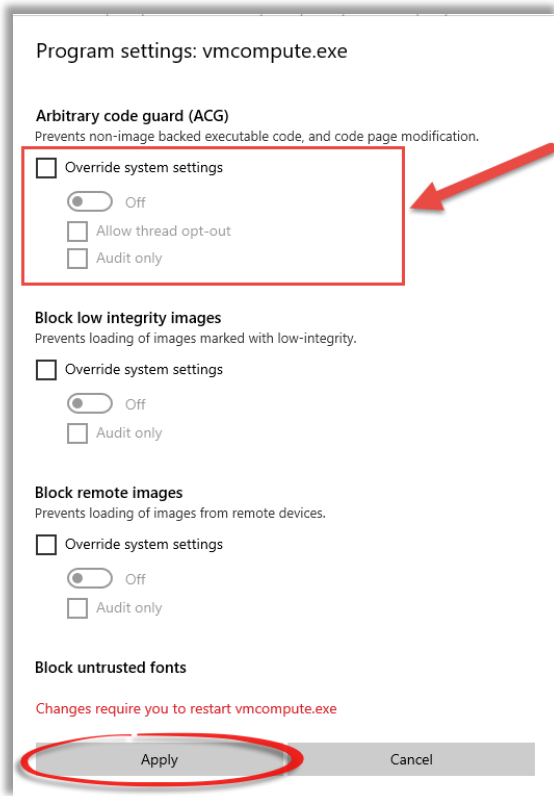 Program settings: vmcompute.exe
Arbitrary code guard (ACG)
Prevents non-image backed executable code, and code page modification.
Override system settings
Off
Allow thread opt-out
Audit only
Block low integrity images
Prevents loading of images marked with low-integrity.
Override system settings
Off
Audit only
Block remote images
Prevents loading of images from remote devices.
Override system settings
Off
Audit only
Block untrusted fonts
Changes require you to restart vmcompute.exe
Apply Cancel